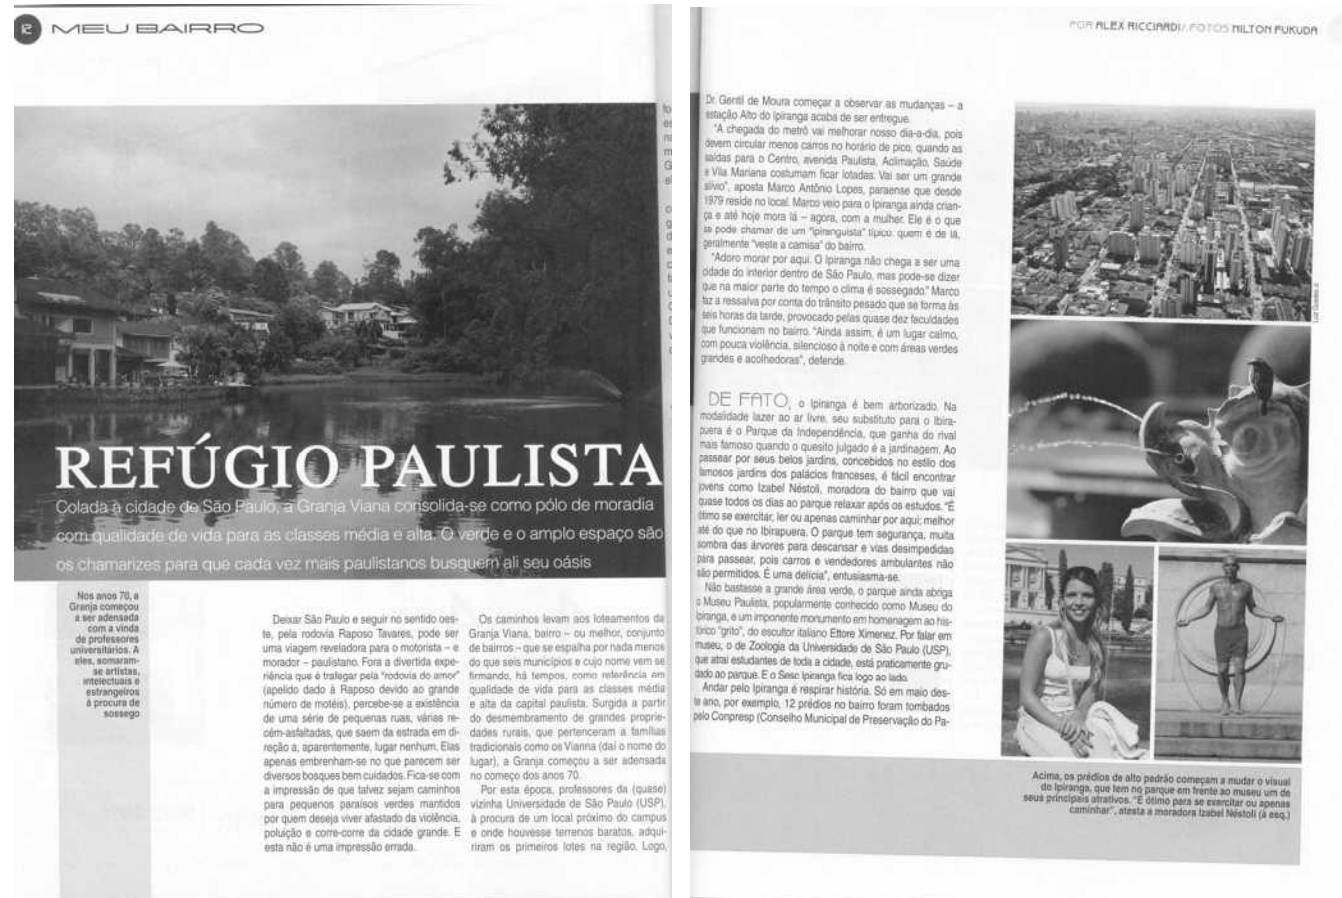 12 MEU BAIRRO
REFÚGIO PAULISTA
Colada à cidade de São Paulo, a Granja Viana consolida-se como pólo de moradia
com qualidade de vida para as classes média e alta. O verde e o amplo espaço são
os chamarizes para que cada vez mais paulistanos busquem ali seu oásis
Nos anos 70, a
Granja começou
a ser adensada
com a vinda
de professores
universitários. A
eles, somaram-
se artistas,
intelectuais e
estrangeiros
à procura de
sossego
Deixar São Paulo e seguir no sentido oes-
te, pela rodovia Raposo Tavares, pode ser
uma viagem reveladora para o motorista – e
morador – paulistano. Fora a divertida expe-
riência que é trafegar pela "rodovia do amor"
(apelido dado à Raposo devido ao grande
número de motéis), percebe-se a existência
de uma série de pequenas ruas, várias re-
cém-asfaltadas, que saem da estrada em di-
reção a, aparentemente, lugar nenhum. Elas
apenas embrenham-se no que parecem ser
diversos bosques bem cuidados. Fica-se com
a impressão de que talvez sejam caminhos
para pequenos paraísos verdes mantidos
por quem deseja viver afastado da violência,
poluição e corre-corre da cidade grande. E
esta não é uma impressão errada.
Os caminhos levam aos loteamentos da
Granja Viana, bairro – ou melhor, conjunto
de bairros – que se espalha por nada menos
do que seis municípios e cujo nome vem se
firmando, há tempos, como referência em
qualidade de vida para as classes média
e alta da capital paulista. Surgida a partir
do desmembramento de grandes proprie-
dades rurais, que pertenceram a famílias
tradicionais como os Vianna (daí o nome do
lugar), a Granja começou a ser adensada
no começo dos anos 70.
Por esta época, professores da (quase)
vizinha Universidade de São Paulo (USP),
à procura de um local próximo do campus
e onde houvesse terrenos baratos, adqui-
riram os primeiros lotes na região. Logo,
POR ALEX RICCIARDI / FOTOS NILTON FUKUDA
Dr. Gentil de Moura começar a observar as mudanças – a
estação Alto do Ipiranga acaba de ser entregue.
"A chegada do metrô vai melhorar nosso dia-a-dia, pois
devem circular menos carros no horário de pico, quando as
saídas para o Centro, avenida Paulista, Aclimação, Saúde
e Vila Mariana costumam ficar lotadas. Vai ser um grande
alívio", aposta Marco Antônio Lopes, paraense que desde
1979 reside no local. Marco veio para o Ipiranga ainda crian-
ça e até hoje mora lá – agora, com a mulher. Ele é o que
se pode chamar de um "ipiranguista" típico: quem é de lá,
geralmente "veste a camisa" do bairro.
"Adoro morar por aqui. O Ipiranga não chega a ser uma
cidade do interior dentro de São Paulo, mas pode-se dizer
que na maior parte do tempo o clima é sossegado." Marco
faz a ressalva por conta do trânsito pesado que se forma às
seis horas da tarde, provocado pelas quase dez faculdades
que funcionam no bairro. "Ainda assim, é um lugar calmo,
com pouca violência, silencioso à noite e com áreas verdes
grandes e acolhedoras", defende.
DE FATO, o Ipiranga é bem arborizado. Na
modalidade lazer ao ar livre, seu substituto para o Ibira-
puera é o Parque da Independência, que ganha do rival
mais famoso quando o quesito julgado é a jardinagem. Ao
passear por seus belos jardins, concebidos no estilo dos
famosos jardins dos palácios franceses, é fácil encontrar
jovens como Izabel Néstoli, moradora do bairro que vai
quase todos os dias ao parque relaxar após os estudos. "É
ótimo se exercitar, ler ou apenas caminhar por aqui; melhor
até do que no Ibirapuera. O parque tem segurança, muita
sombra das árvores para descansar e vias desimpedidas
para passear, pois carros e vendedores ambulantes não
são permitidos. É uma delícia", entusiasma-se.
Não bastasse a grande área verde, o parque ainda abriga
o Museu Paulista, popularmente conhecido como Museu do
Ipiranga, e um imponente monumento em homenagem ao his-
tórico "grito", do escultor italiano Ettore Ximenez. Por falar em
museu, o de Zoologia da Universidade de São Paulo (USP),
que atrai estudantes de toda a cidade, está praticamente gru-
dado ao parque. E o Sesc Ipiranga fica logo ao lado.
Andar pelo Ipiranga é respirar história. Só em maio des-
te ano, por exemplo, 12 prédios no bairro foram tombados
pelo Conpresp (Conselho Municipal de Preservação do Pa-
Acima, os prédios de alto padrão começam a mudar o visual
do Ipiranga, que tem no parque em frente ao museu um de
seus principais atrativos. "É ótimo para se exercitar ou apenas
caminhar", atesta a moradora Izabel Néstoli (à esq.)